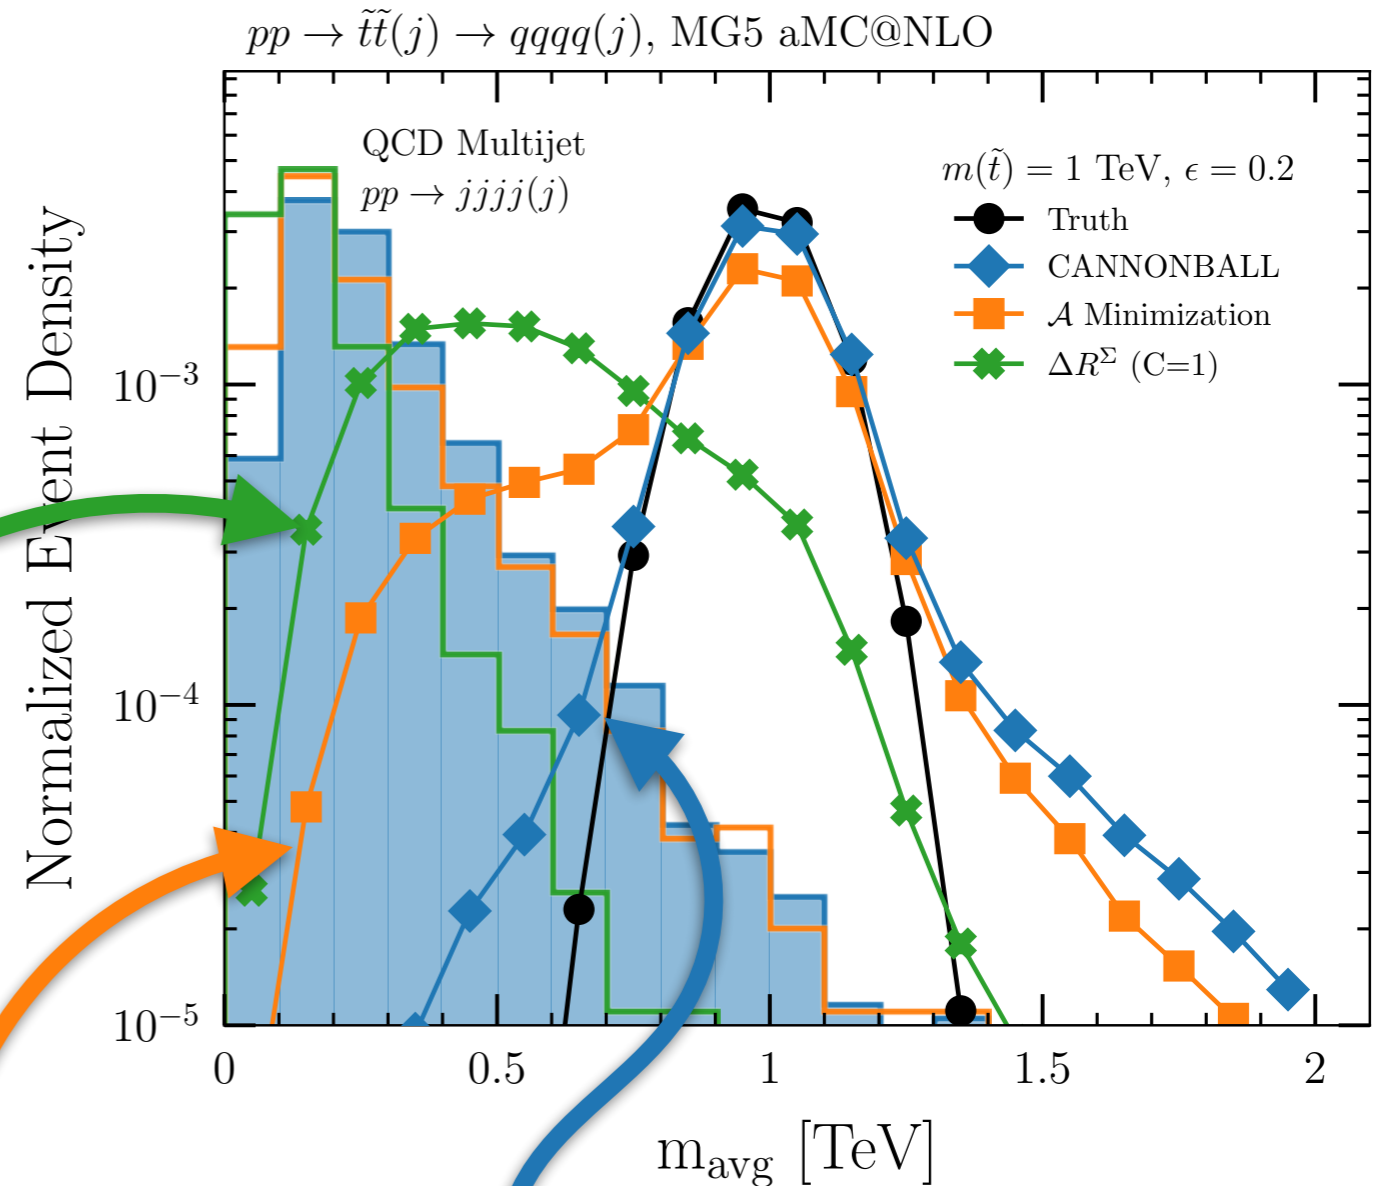 pp → t̃t̃(j) → qqqq(j), MG5 aMC@NLO
QCD Multijet
pp → jjjj(j)
m(t̃) = 1 TeV, ϵ = 0.2
Truth
CANNONBALL
𝒜 Minimization
ΔR^Σ (C=1)
Normalized Event Density
10⁻³
10⁻⁴
10⁻⁵
0 0.5 1 1.5 2
m_avg [TeV]